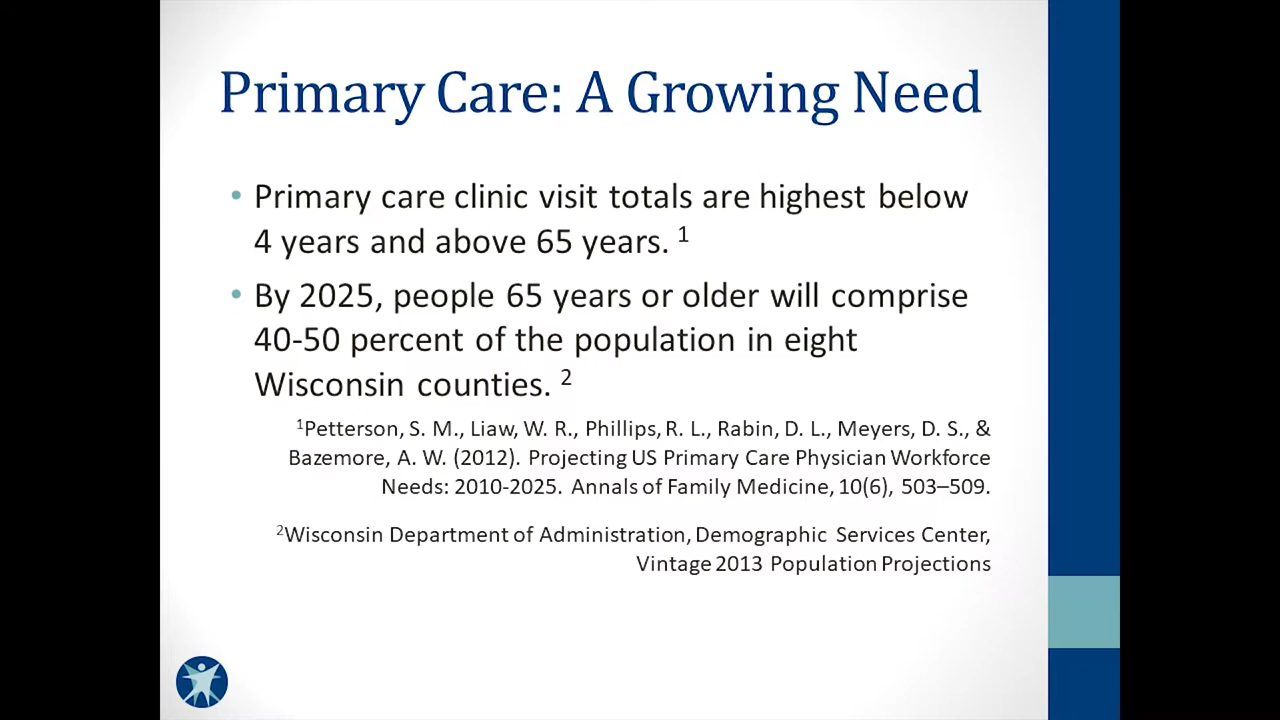 Primary Care: A Growing Need
• Primary care clinic visit totals are highest below
4 years and above 65 years. 1
• By 2025, people 65 years or older will comprise
40-50 percent of the population in eight
Wisconsin counties. 2
1Petterson, S. M., Liaw, W. R., Phillips, R. L., Rabin, D. L., Meyers, D. S., &
Bazemore, A. W. (2012). Projecting US Primary Care Physician Workforce
Needs: 2010-2025. Annals of Family Medicine, 10(6), 503–509.
2Wisconsin Department of Administration, Demographic Services Center,
Vintage 2013 Population Projections